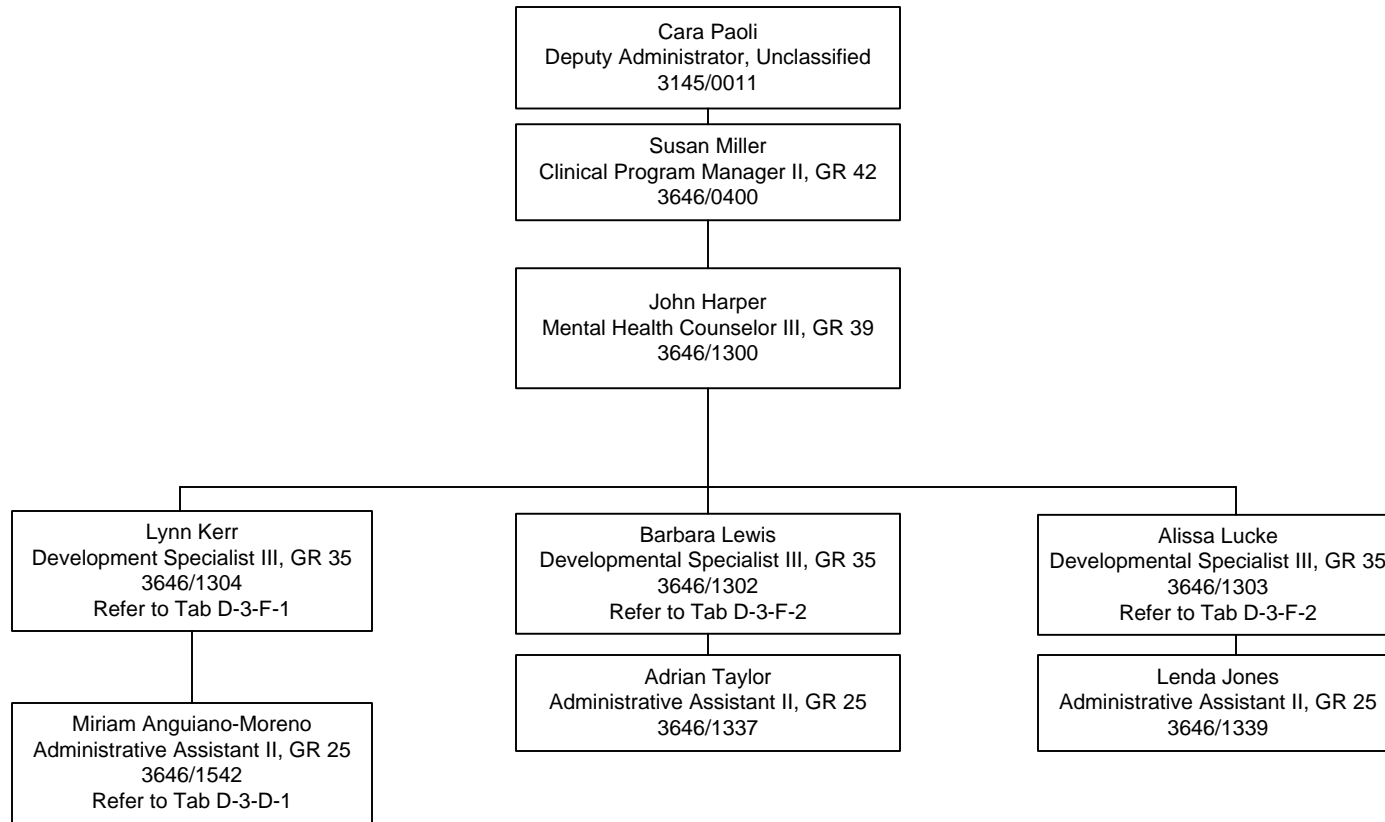 Cara Paoli
Deputy Administrator, Unclassified
3145/0011
Susan Miller
Clinical Program Manager II, GR 42
3646/0400
John Harper
Mental Health Counselor III, GR 39
3646/1300
Lynn Kerr
Development Specialist III, GR 35
3646/1304
Refer to Tab D-3-F-1
Barbara Lewis
Developmental Specialist III, GR 35
3646/1302
Refer to Tab D-3-F-2
Alissa Lucke
Developmental Specialist III, GR 35
3646/1303
Refer to Tab D-3-F-2
Miriam Anguiano-Moreno
Administrative Assistant II, GR 25
3646/1542
Refer to Tab D-3-D-1
Adrian Taylor
Administrative Assistant II, GR 25
3646/1337
Lenda Jones
Administrative Assistant II, GR 25
3646/1339